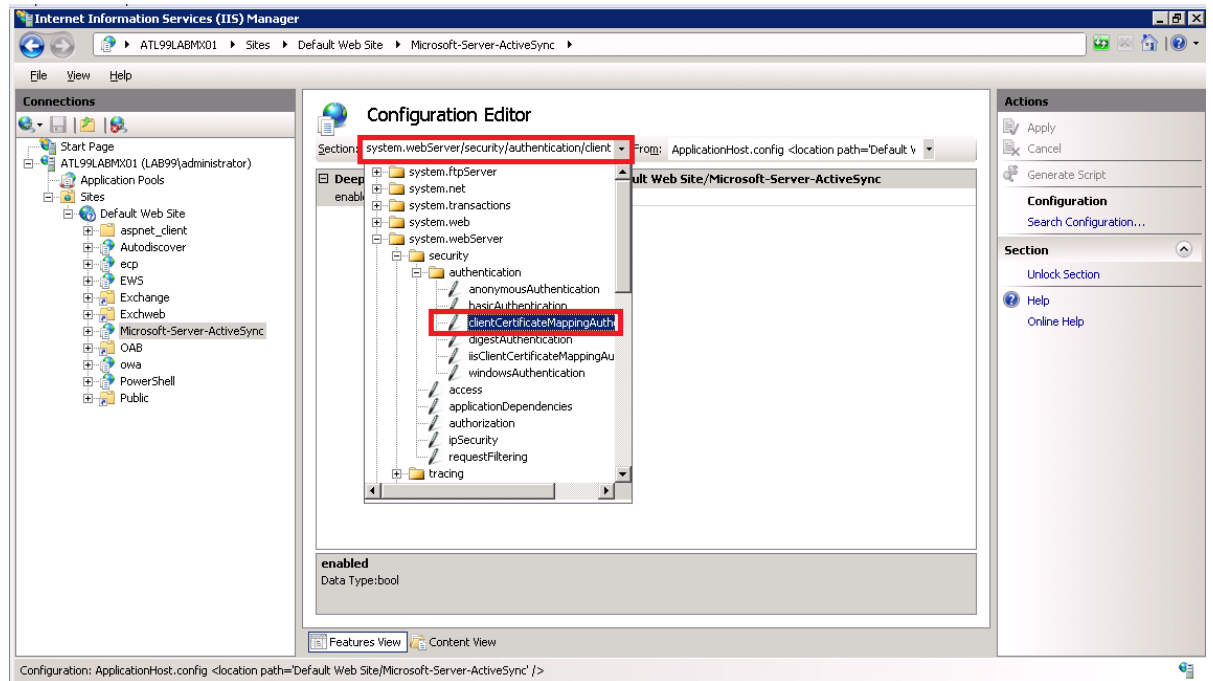 Internet Information Services (IIS) Manager
ATL99LABMX01 Sites Default Web Site Microsoft-Server-ActiveSync
File View Help
Connections
Start Page
ATL99LABMX01 (LAB99\administrator)
Application Pools
Sites
Default Web Site
aspnet_client
Autodiscover
ecp
EWS
Exchange
Exchweb
Microsoft-Server-ActiveSync
OAB
owa
PowerShell
Public
Configuration Editor
Section: system.webServer/security/authentication/client From: ApplicationHost.config <location path='Default
Deep ult Web Site/Microsoft-Server-ActiveSync
enabl
system.ftpServer
system.net
system.transactions
system.web
system.webServer
security
authentication
anonymousAuthentication
basicAuthentication
clientCertificateMappingAuthe
digestAuthentication
iisClientCertificateMappingAu
windowsAuthentication
access
applicationDependencies
authorization
ipSecurity
requestFiltering
tracing
enabled
Data Type:bool
Features View Content View
Actions
Apply
Cancel
Generate Script
Configuration
Search Configuration...
Section
Unlock Section
Help
Online Help
Configuration: ApplicationHost.config <location path='Default Web Site/Microsoft-Server-ActiveSync' />